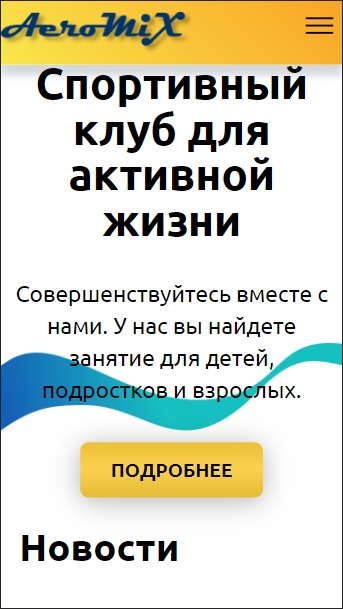 AeroMiX
Спортивный
клуб для
активной
жизни
Совершенствуйтесь вместе с
нами. У нас вы найдете
занятие для детей,
подростков и взрослых.
ПОДРОБНЕЕ
Новости